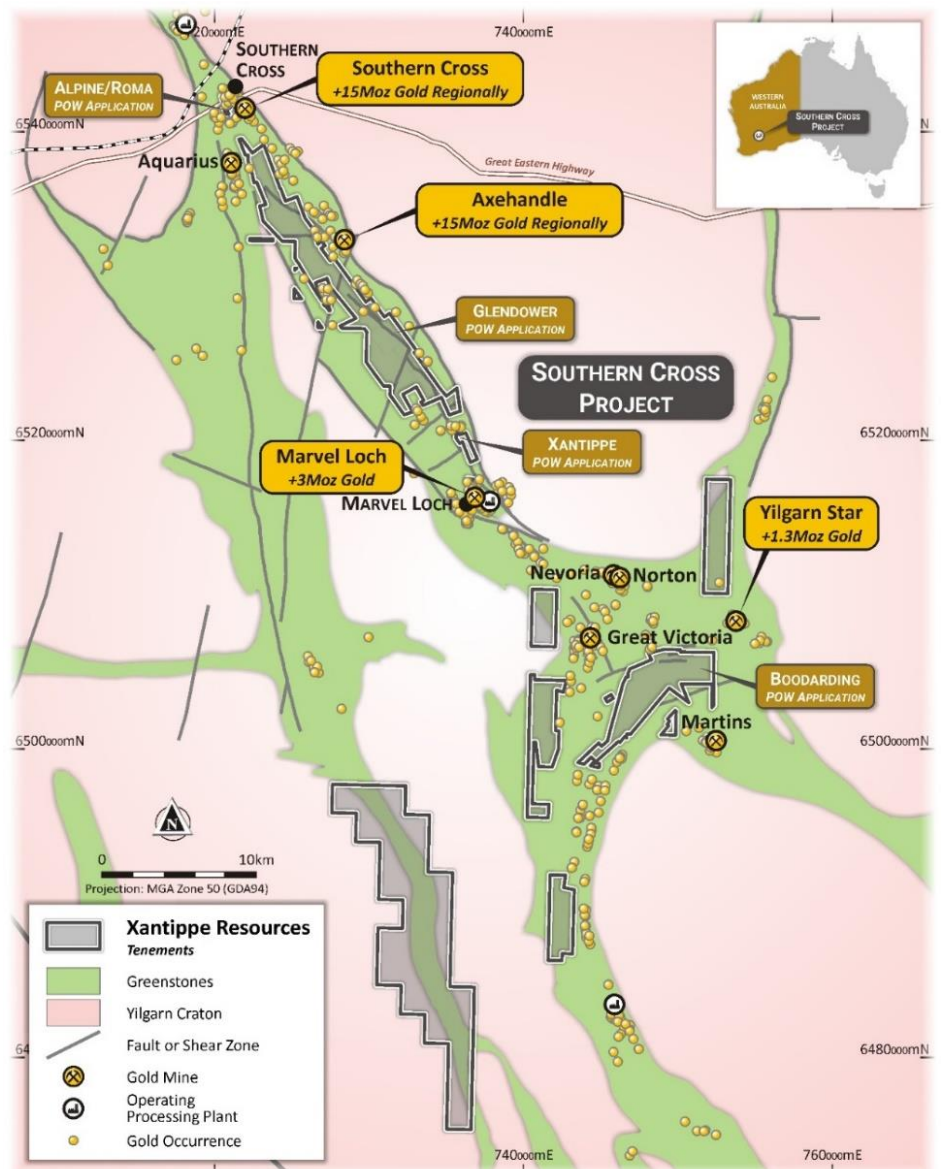 20000mE
740000mE
SOUTHERN
CROSS
Southern Cross
+15Moz Gold Regionally
ALPINE/ROMA
POW APPLICATION
WESTERN
AUSTRALIA
SOUTHERN CROSS
PROJECT
6540000mN
Aquarius
Great Eastern Highway
Axehandle
+15Moz Gold Regionally
GLENDOWER
POW APPLICATION
SOUTHERN CROSS
PROJECT
6520000mN
6520000mN
XANTIPPE
POW APPLICATION
Marvel Loch
+3Moz Gold
MARVEL LOCH
Yilgarn Star
+1.3Moz Gold
Nevoria
Norton
Great Victoria
BOODARDING
POW APPLICATION
Martins
6500000mN
6500000mN
N
0 10km
Projection: MGA Zone 50 (GDA94)
Xantippe Resources
Tenements
Greenstones
Yilgarn Craton
Fault or Shear Zone
Gold Mine
Operating
Processing Plant
Gold Occurrence
64
6480000mN
740000mE
760000mE